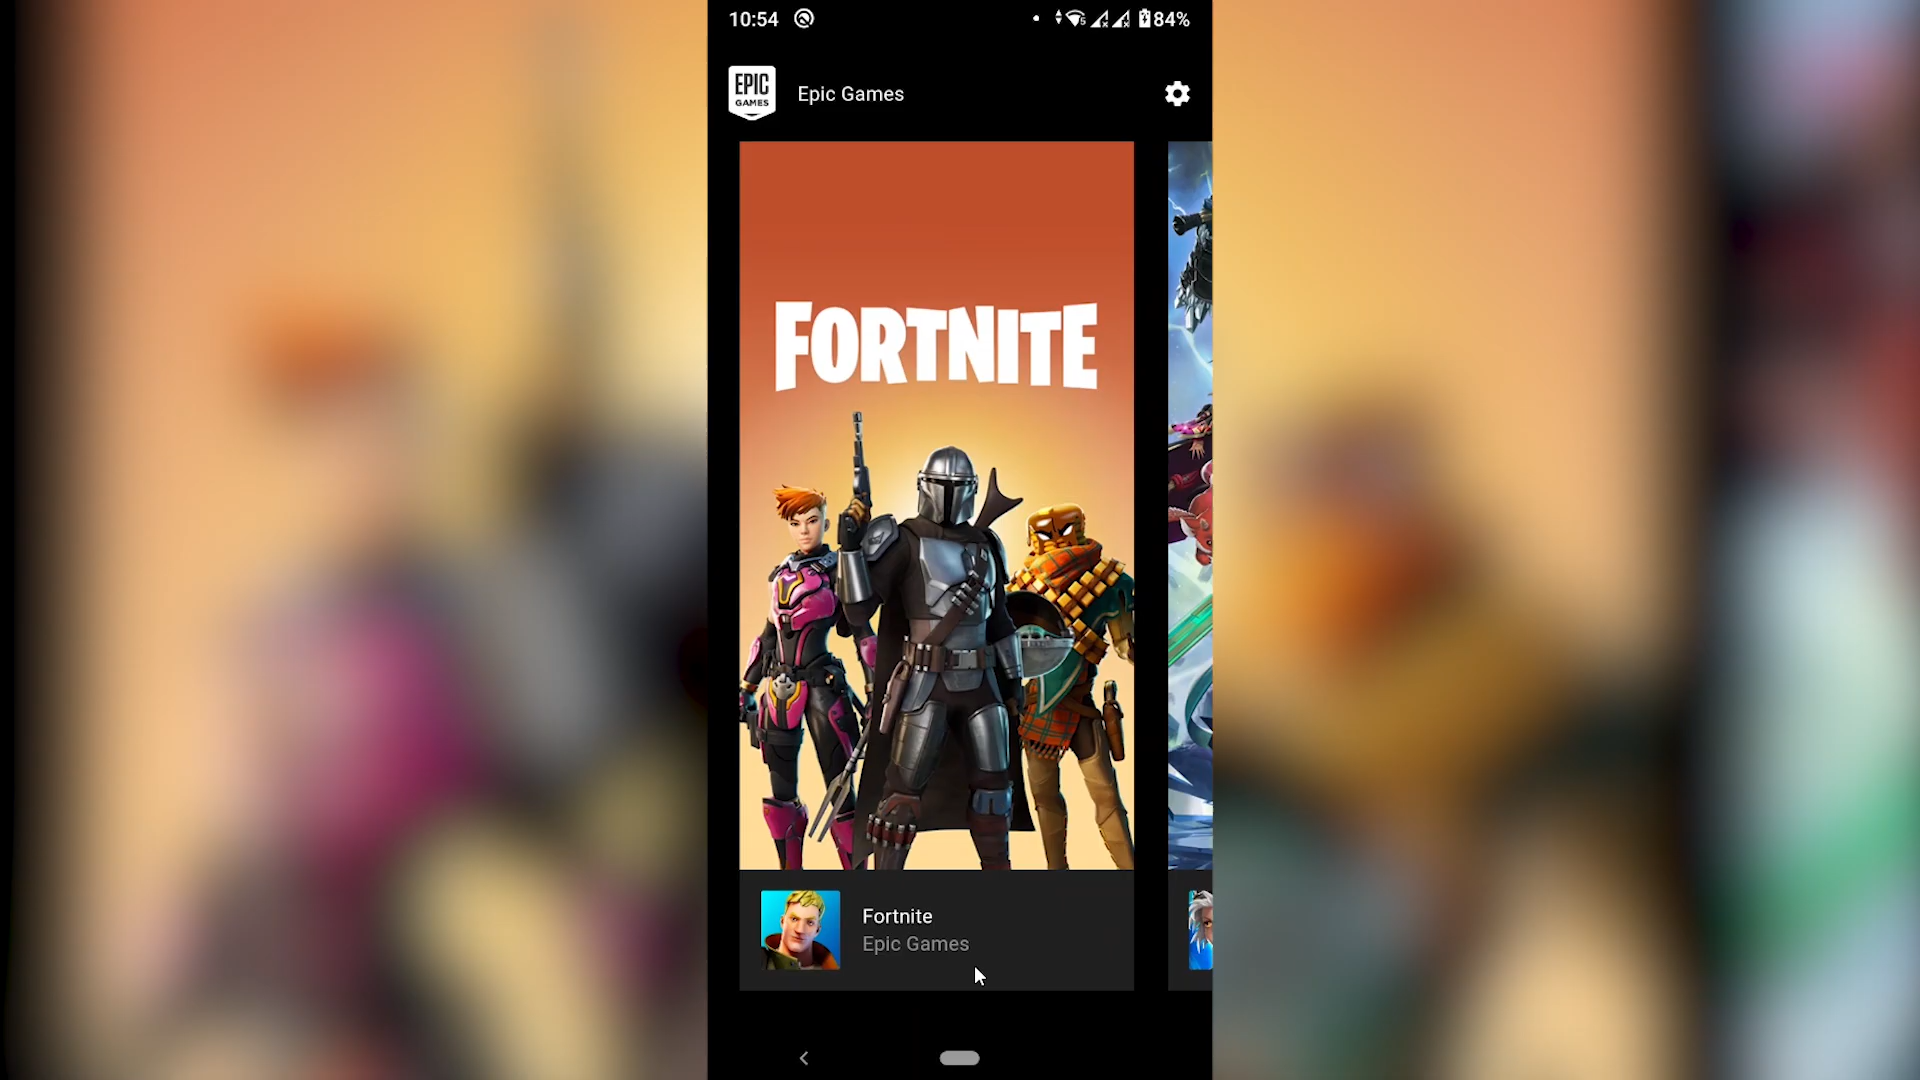 10:54
84%
EPIC
GAMES
Epic Games
FORTNITE
Fortnite
Epic Games